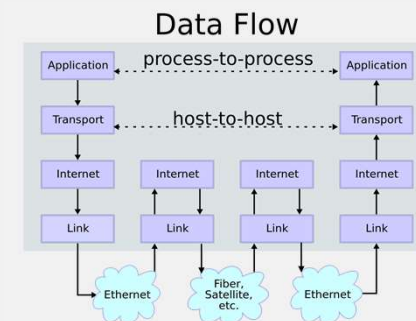 Data Flow
Application
process-to-process
Application
Transport
host-to-host
Transport
Internet
Internet
Internet
Internet
Link
Link
Link
Link
Ethernet
Fiber,
Satellite,
etc.
Ethernet